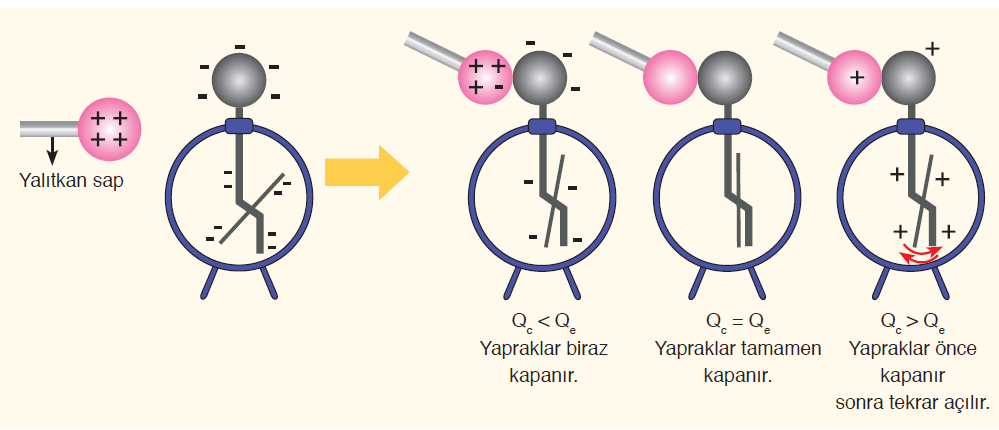 Yalıtkan sap
Qc < Qe
Yapraklar biraz
kapanır.
Qc = Qe
Yapraklar tamamen
kapanır.
Qc > Qe
Yapraklar önce
kapanır
sonra tekrar açılır.